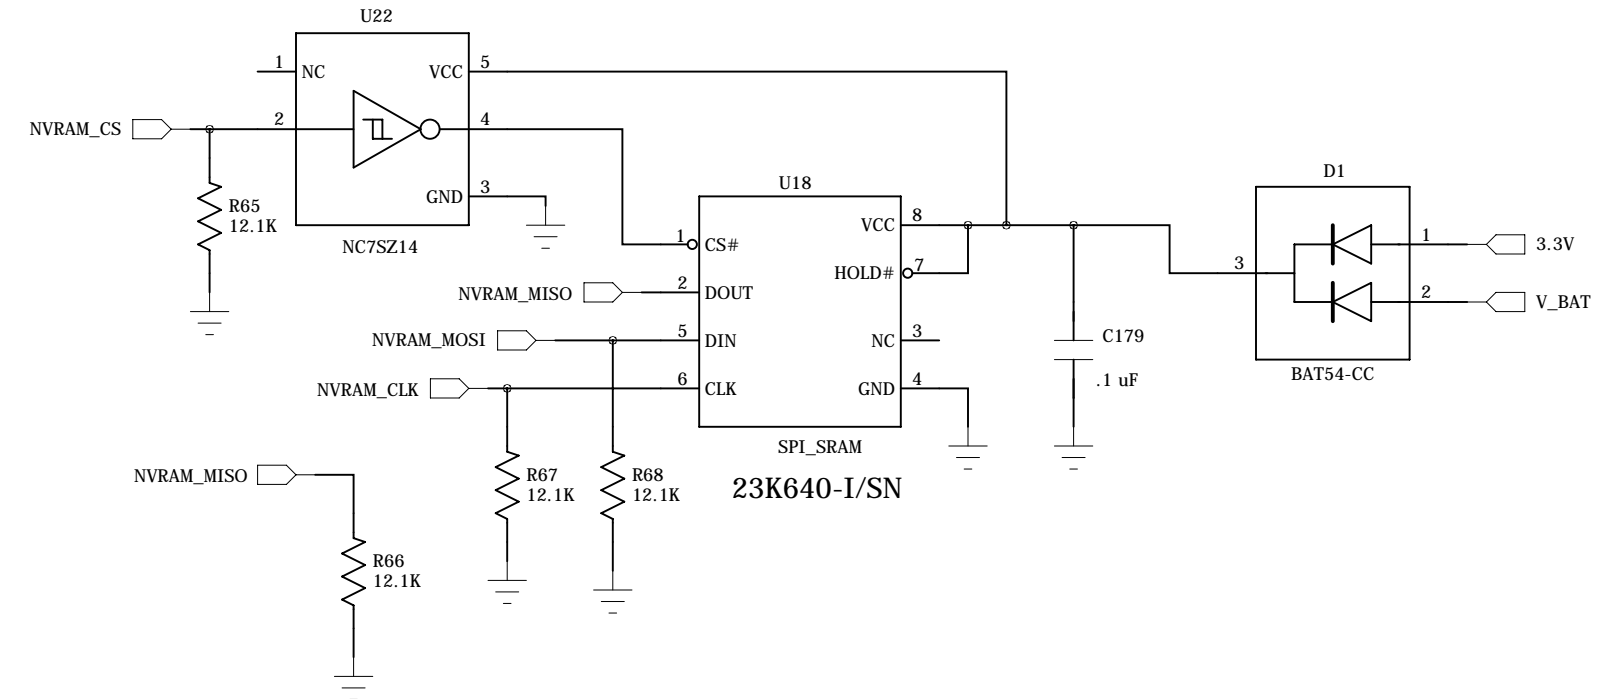 U22
1
NC
VCC
5
NVRAM_CS
2
4
GND
3
R65
12.1K
NC7SZ14
U18
VCC
8
1
CS#
HOLD#
7
NVRAM_MISO
2
DOUT
NVRAM_MOSI
5
DIN
NC
3
NVRAM_CLK
6
CLK
GND
4
SPI_SRAM
23K640-I/SN
C179
.1 uF
D1
1
3.3V
3
2
V_BAT
BAT54-CC
R67
12.1K
R68
12.1K
NVRAM_MISO
R66
12.1K